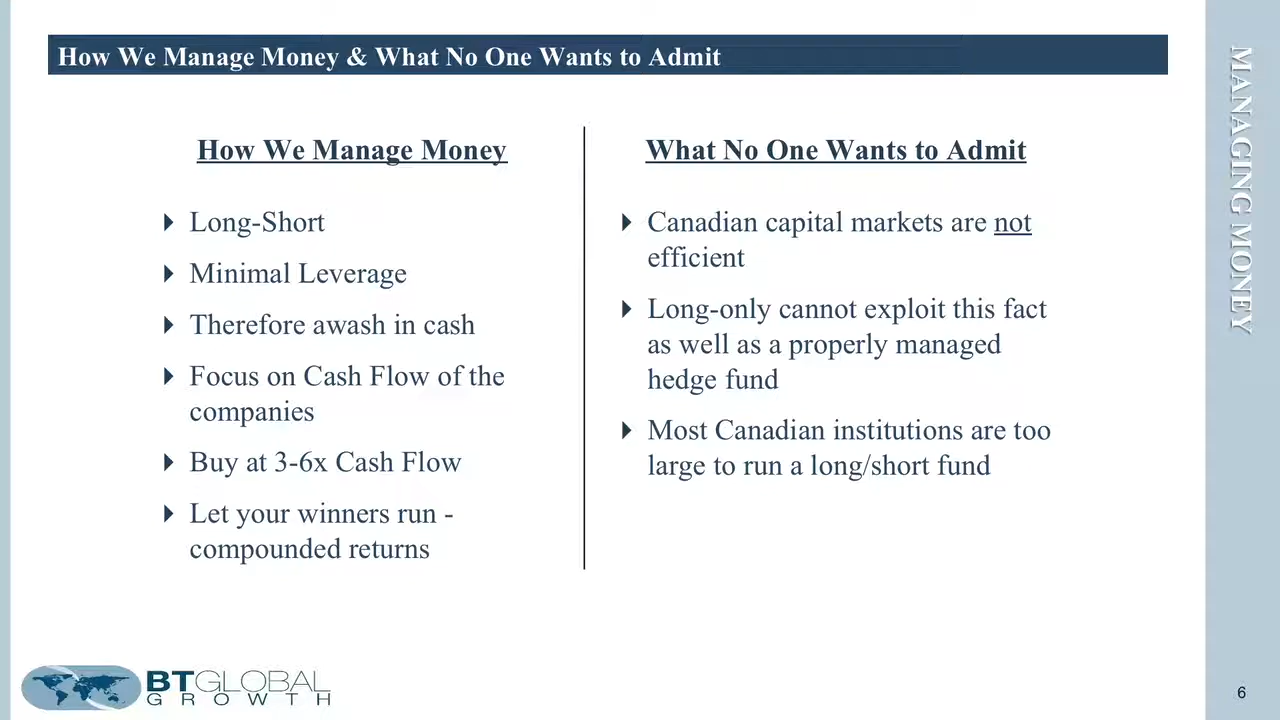 How We Manage Money & What No One Wants to Admit
How We Manage Money
Long-Short
Minimal Leverage
Therefore awash in cash
Focus on Cash Flow of the
companies
Buy at 3-6x Cash Flow
Let your winners run -
compounded returns
What No One Wants to Admit
Canadian capital markets are not
efficient
Long-only cannot exploit this fact
as well as a properly managed
hedge fund
Most Canadian institutions are too
large to run a long/short fund
MANAGING MONEY
BTGLOBAL
GROWTH
6